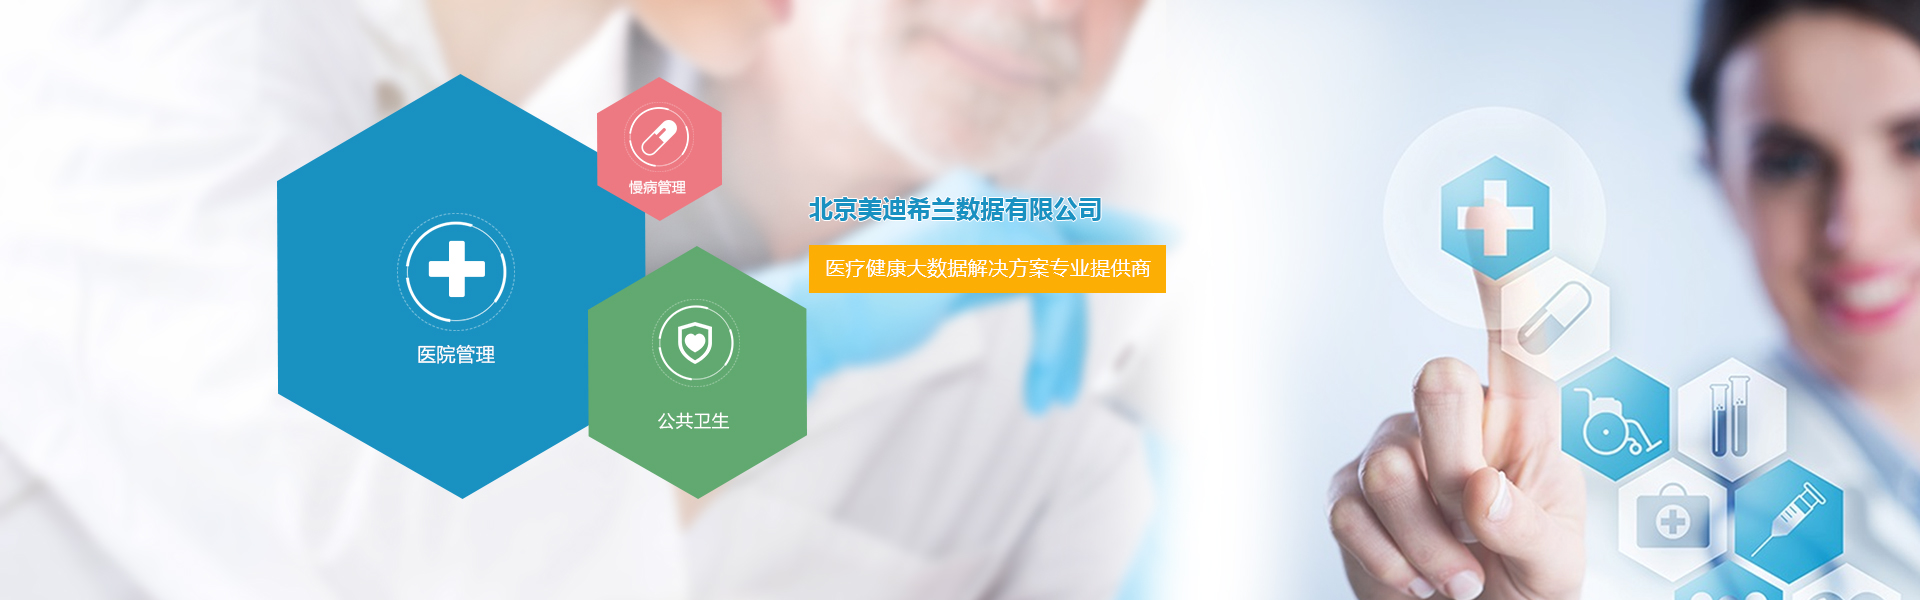 慢病管理
北京美迪希兰数据有限公司
医疗健康大数据解决方案专业提供商
医院管理
公共卫生